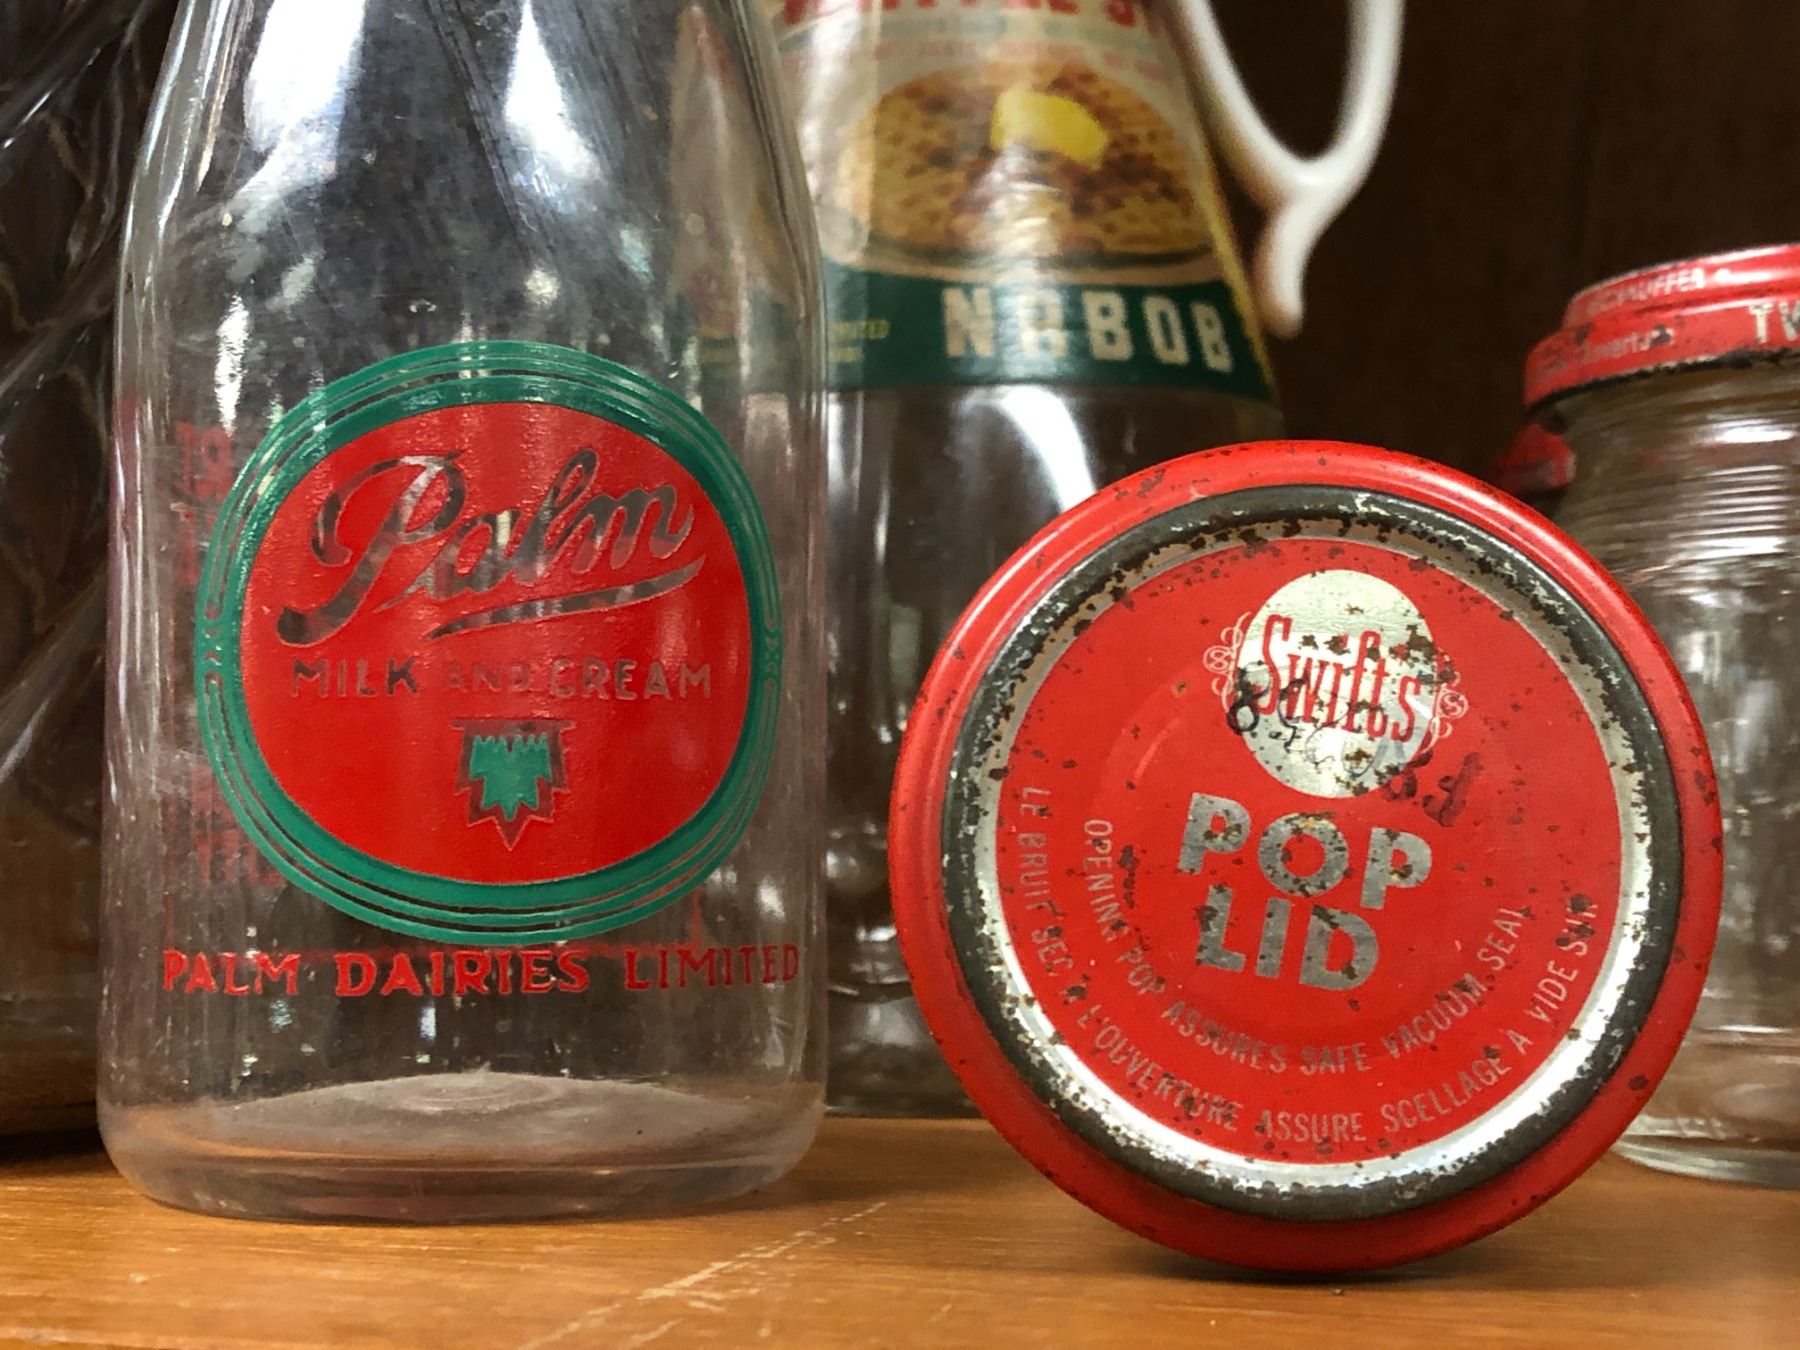 NABOB
Palm
MILK AND CREAM
PALM DAIRIES LIMITED
Swift's
POP
LID
OPENING POP ASSURES SAFE VACUUM SEAL
LE BRUIT SEC À L'OUVERTURE ASSURE SCELLAGE À VIDE SÛR